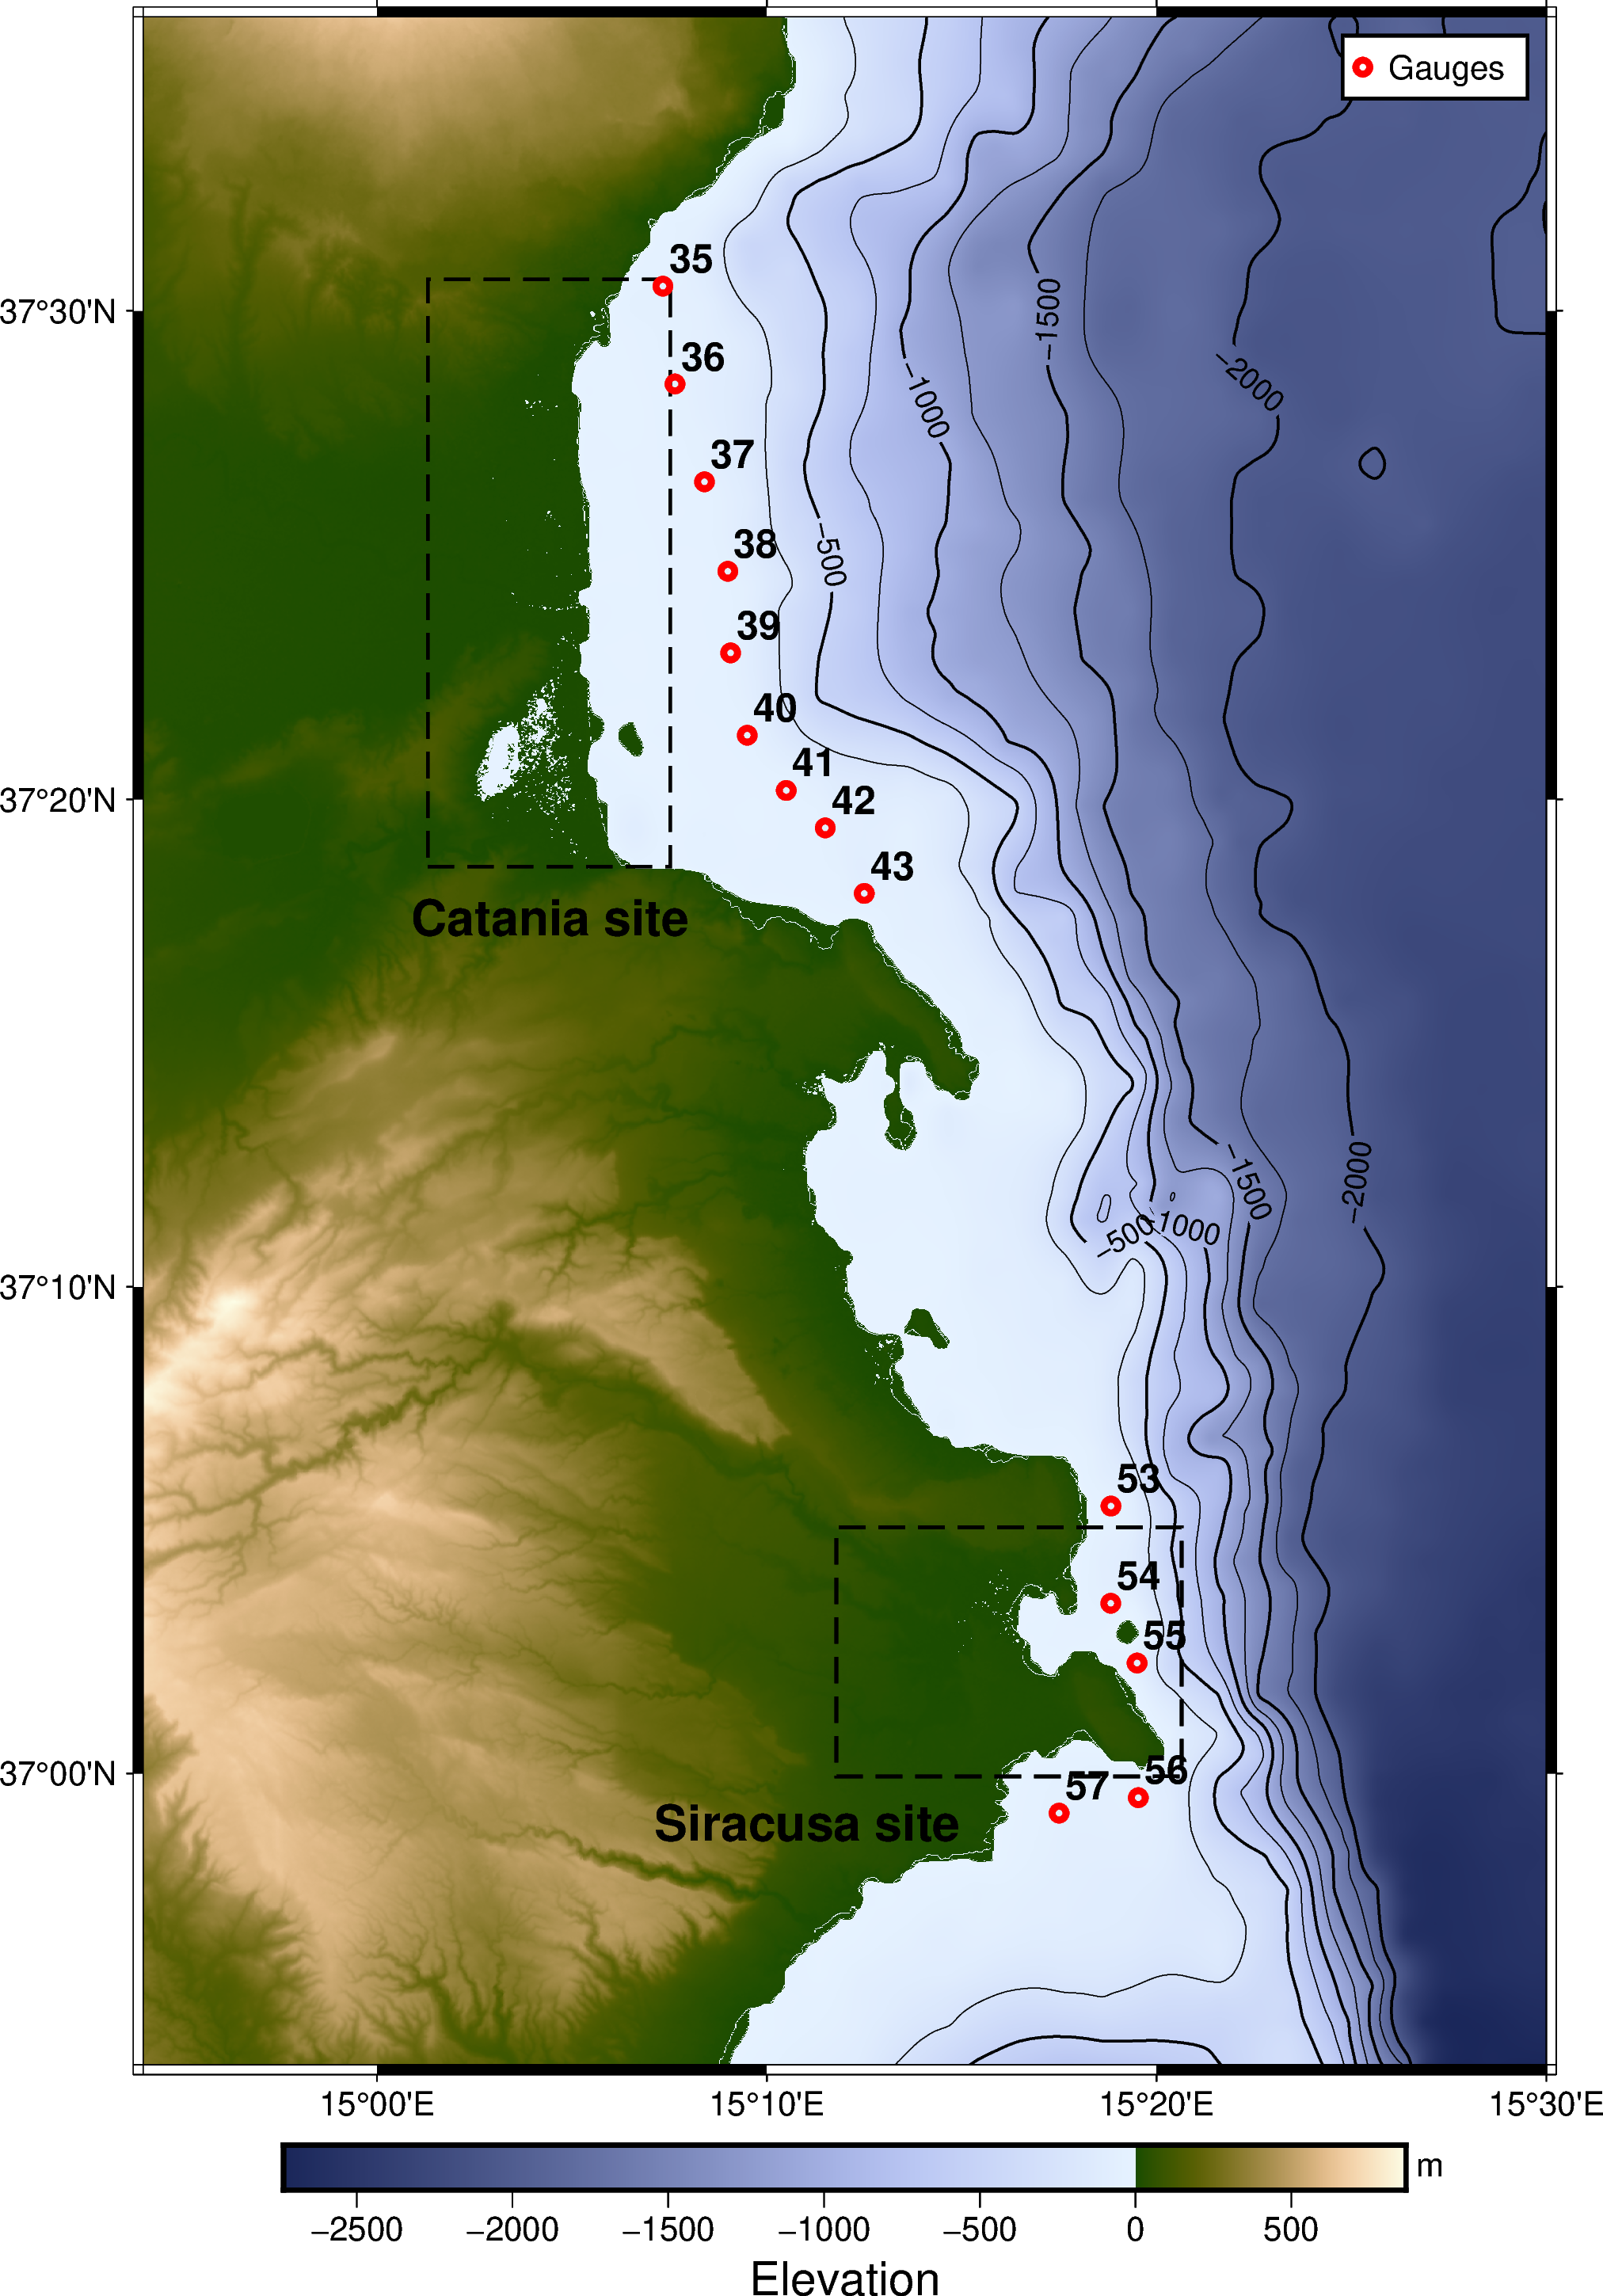 Gauges
35
37°30'N
−1500
36
−2000
−1000
37
38
−500
39
40
41
37°20'N
42
43
Catania site
−1500
−2000
−500
−1000
37°10'N
53
54
55
37°00'N
56
57
Siracusa site
15°00'E
15°10'E
15°20'E
15°30'E
m
−2500
−2000
−1500
−1000
−500
0
500
Elevation